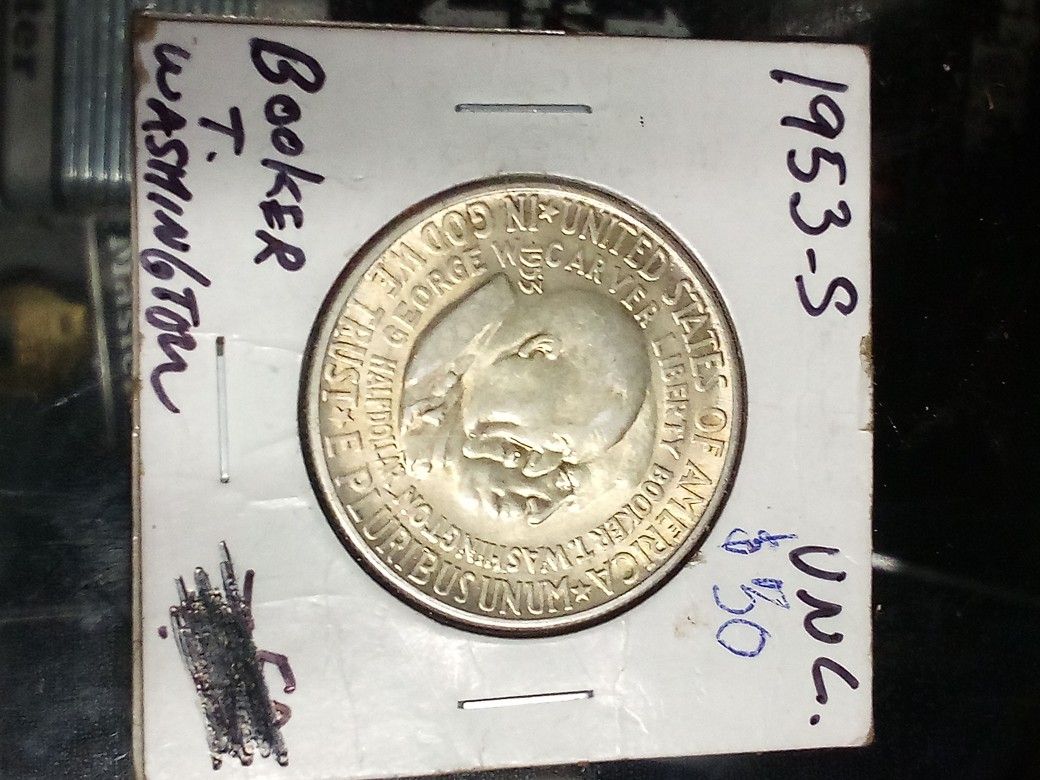 1953-S
UNC.
$30
BOOKER
T.
WASHINGTON
UNITED STATES OF AMERICA
E PLURIBUS UNUM
IN GOD WE TRUST
GEORGE W. CARVER LIBERTY BOOKER T. WASHINGTON
HALF DOLLAR
1953